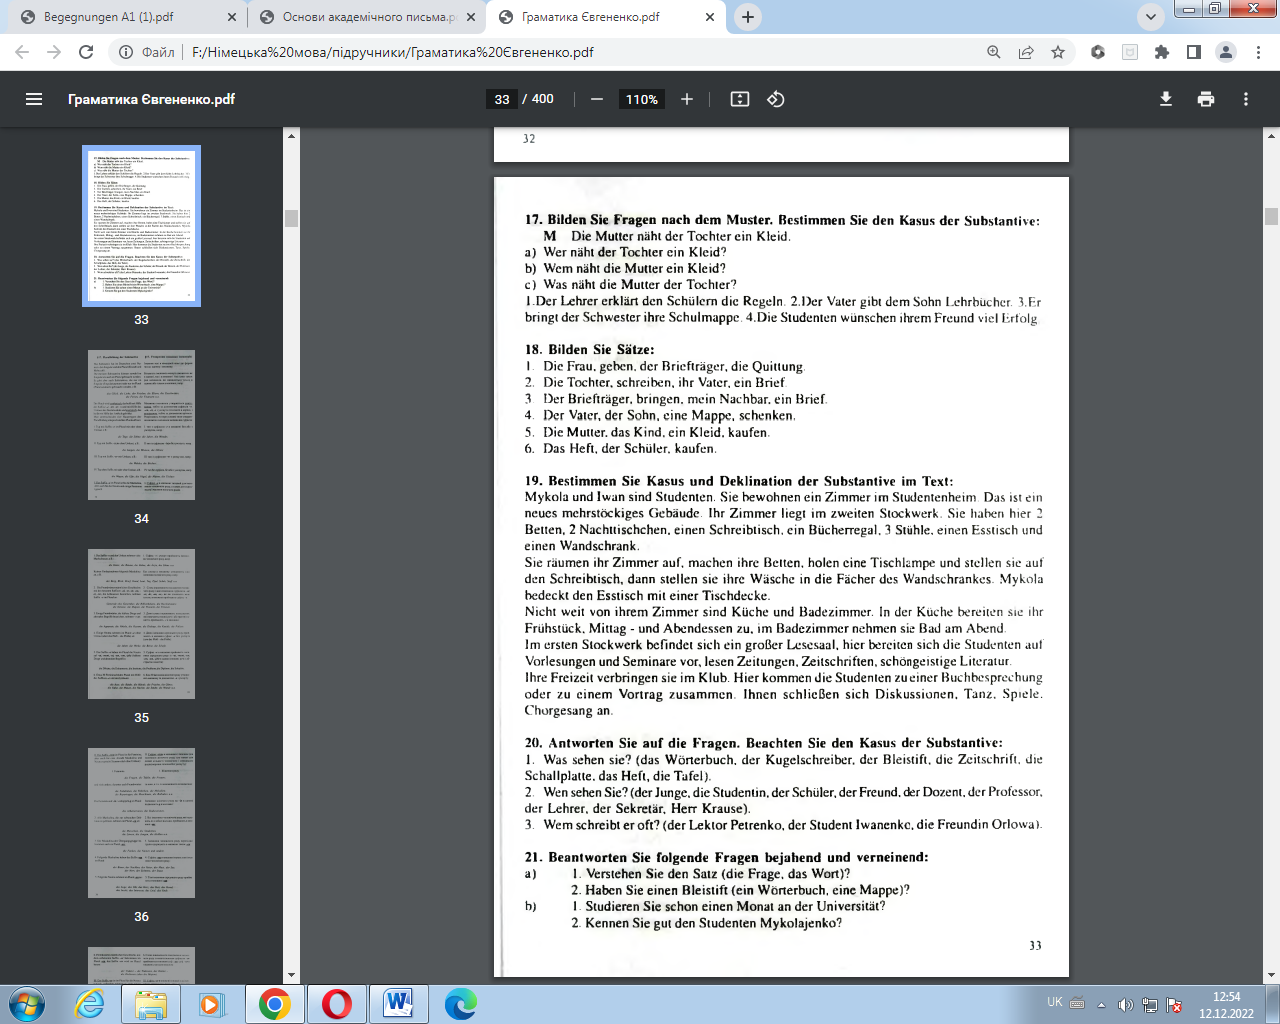 Begegnungen A1 (1).pdf
Основи академічного письма.p
Граматика Євгененко.pdf
Файл
F:/Німецька%20мова/підручники/Граматика%20Євгененко.pdf
Граматика Євгененко.pdf
33 / 400
110%
32
17. Bilden Sie Fragen nach dem Muster. Bestimmen Sie den Kasus der Substantive:
M Die Mutter näht der Tochter ein Kleid.
a) Wer näht der Tochter ein Kleid?
b) Wem näht die Mutter ein Kleid?
c) Was näht die Mutter der Tochter?
1.Der Lehrer erklärt den Schülern die Regeln. 2.Der Vater gibt dem Sohn Lehrbücher. 3.Er
bringt der Schwester ihre Schulmappe. 4.Die Studenten wünschen ihrem Freund viel Erfolg.
18. Bilden Sie Sätze:
1. Die Frau, geben, der Briefträger, die Quittung.
2. Die Tochter, schreiben, ihr Vater, ein Brief.
3 Der Briefträger, bringen, mein Nachbar, ein Brief.
4. Der Vater, der Sohn, eine Mappe, schenken.
5. Die Mutter, das Kind, ein Kleid, kaufen.
6. Das Heft, der Schüler, kaufen.
19. Bestimmen Sie Kasus und Deklination der Substantive im Text:
Mykola und Iwan sind Studenten. Sie bewohnen ein Zimmer im Studentenheim. Das ist ein
neues mehrstöckiges Gebäude. Ihr Zimmer liegt im zweiten Stockwerk. Sie haben hier 2
Betten, 2 Nachttischchen, einen Schreibtisch, ein Bücherregal, 3 Stühle, einen Esstisch und
einen Wandschrank.
Sie räumen ihr Zimmer auf, machen ihre Betten, holen eine Tischlampe und stellen sie auf
den Schreibtisch, dann stellen sie ihre Wäsche in die Fächer des Wandschrankes. Mykola
bedeckt den Esstisch mit einer Tischdecke.
Nicht weit von ihrem Zimmer sind Küche und Badezimmer. In der Küche bereiten sie ihr
Frühstück, Mittag - und Abendessen zu, im Badezimmer nehmen sie Bad am Abend.
Im ersten Stockwerk befindet sich ein großer Lesesaal, hier bereiten sich die Studenten auf
Vorlesungen und Seminare vor, lesen Zeitungen, Zeitschriften, schöngeistige Literatur.
Ihre Freizeit verbringen sie im Klub. Hier kommen die Studenten zu einer Buchbesprechung
oder zu einem Vortrag zusammen. Ihnen schließen sich Diskussionen, Tanz, Spiele,
Chorgesang an.
20. Antworten Sie auf die Fragen. Beachten Sie den Kasus der Substantive:
1. Was sehen sie? (das Wörterbuch, der Kugelschreiber, der Bleistift, die Zeitschrift, die
Schallplatte, das Heft, die Tafel).
2. Wen sehen Sie? (der Junge, die Studentin, der Schüler, der Freund, der Dozent, der Professor,
der Lehrer, der Sekretär, Herr Krause).
3. Wem schreibt er oft? (der Lektor Petrenko, der Student Iwanenko, die Freundin Orlowa).
21. Beantworten Sie folgende Fragen bejahend und verneinend:
a) 1. Verstehen Sie den Satz (die Frage, das Wort)?
2. Haben Sie einen Bleistift (ein Wörterbuch, eine Mappe)?
b) 1. Studieren Sie schon einen Monat an der Universität?
2. Kennen Sie gut den Studenten Mykolajenko?
33
33
34
35
36
UK
12:54
12.12.2022